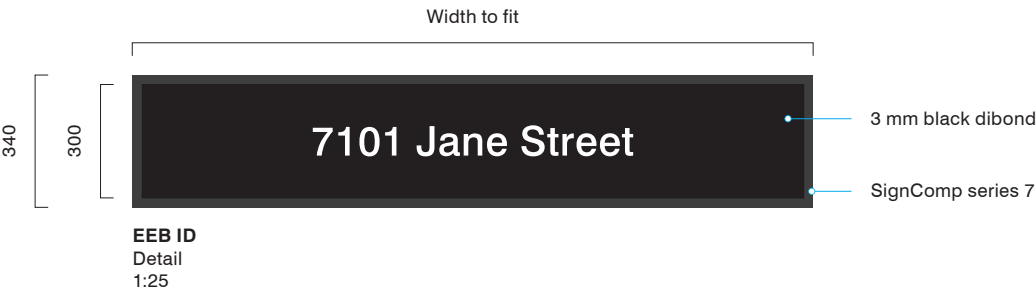 Width to fit
340
300
7101 Jane Street
3 mm black dibond
SignComp series 7
EEB ID
Detail
1:25